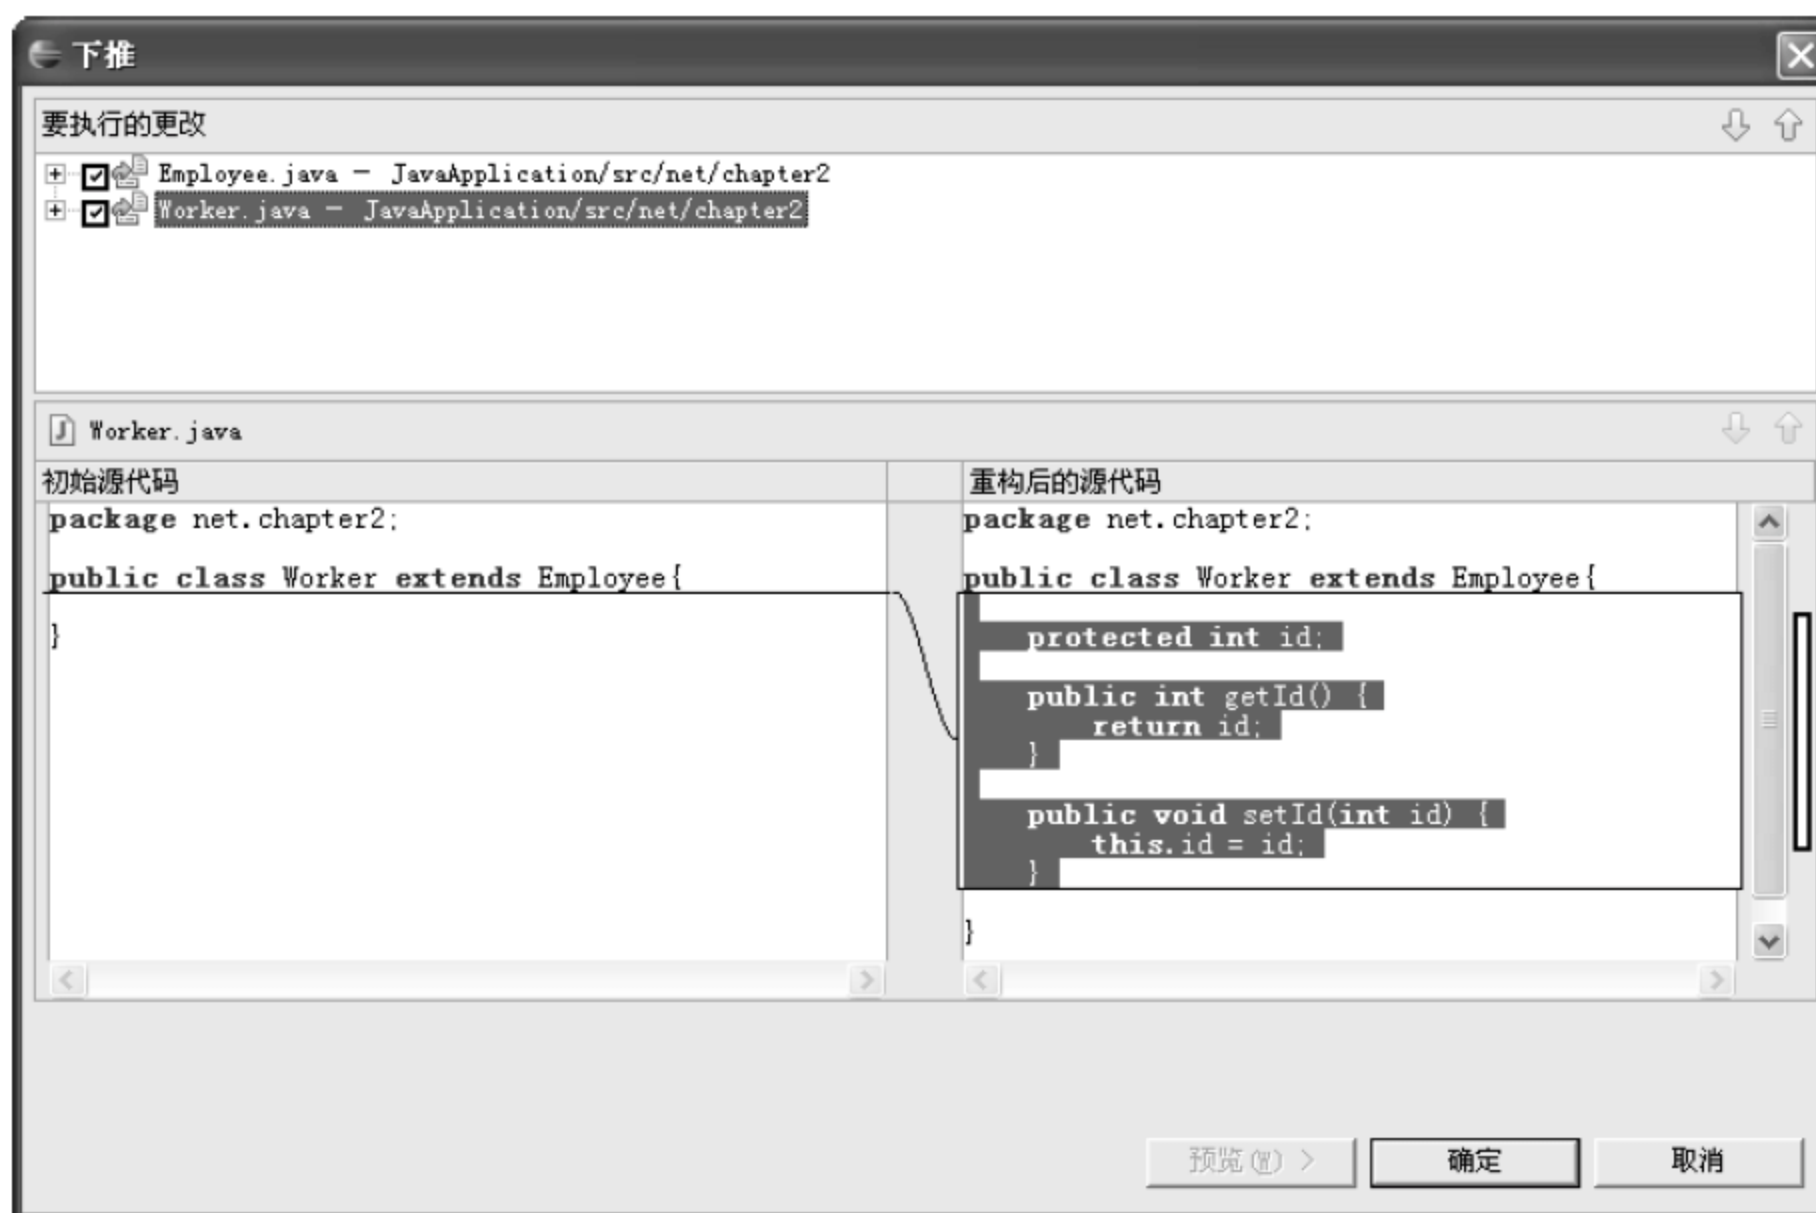 下推
要执行的更改
Employee.java - JavaApplication/src/net/chapter2
Worker.java - JavaApplication/src/net/chapter2
Worker.java
初始源代码
package net.chapter2;
public class Worker extends Employee{
}
重构后的源代码
package net.chapter2;
public class Worker extends Employee{
protected int id;
public int getId() {
return id;
}
public void setId(int id) {
this.id = id;
}
}
预览(W) >
确定
取消